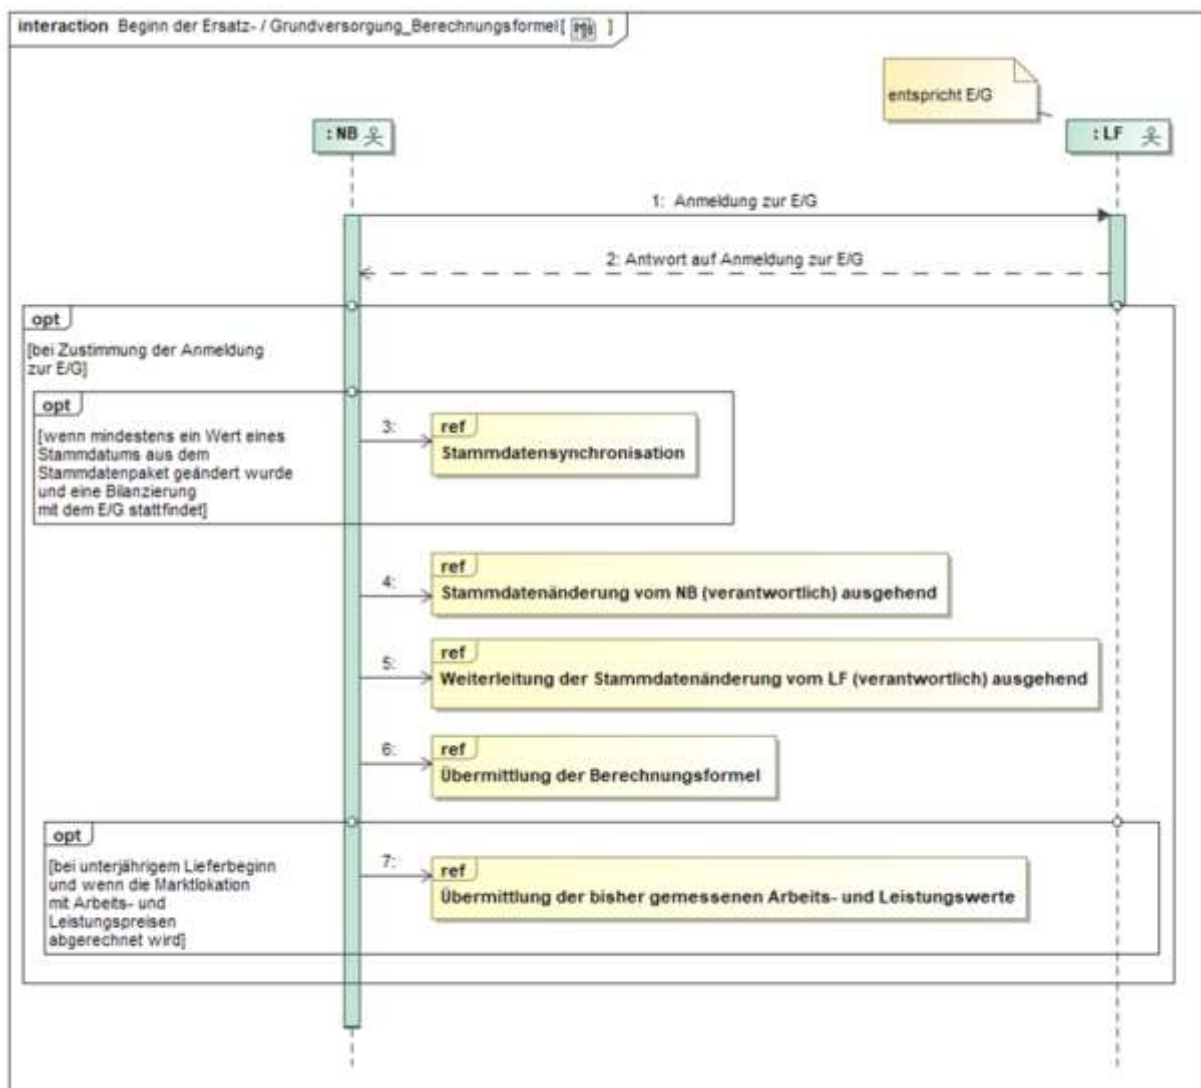 interaction Beginn der Ersatz- / Grundversorgung_Berechnungsformel[ ]
entspricht E/G
: NB
: LF
1: Anmeldung zur E/G
2: Antwort auf Anmeldung zur E/G
opt
[bei Zustimmung der Anmeldung
zur E/G]
opt
[wenn mindestens ein Wert eines
Stammdatums aus dem
Stammdatenpaket geändert wurde
und eine Bilanzierung
mit dem E/G stattfindet]
3:
ref
Stammdatensynchronisation
4:
ref
Stammdatenänderung vom NB (verantwortlich) ausgehend
5:
ref
Weiterleitung der Stammdatenänderung vom LF (verantwortlich) ausgehend
6:
ref
Übermittlung der Berechnungsformel
opt
[bei unterjährigem Lieferbeginn
und wenn die Marktlokation
mit Arbeits- und
Leistungspreisen
abgerechnet wird]
7:
ref
Übermittlung der bisher gemessenen Arbeits- und Leistungswerte